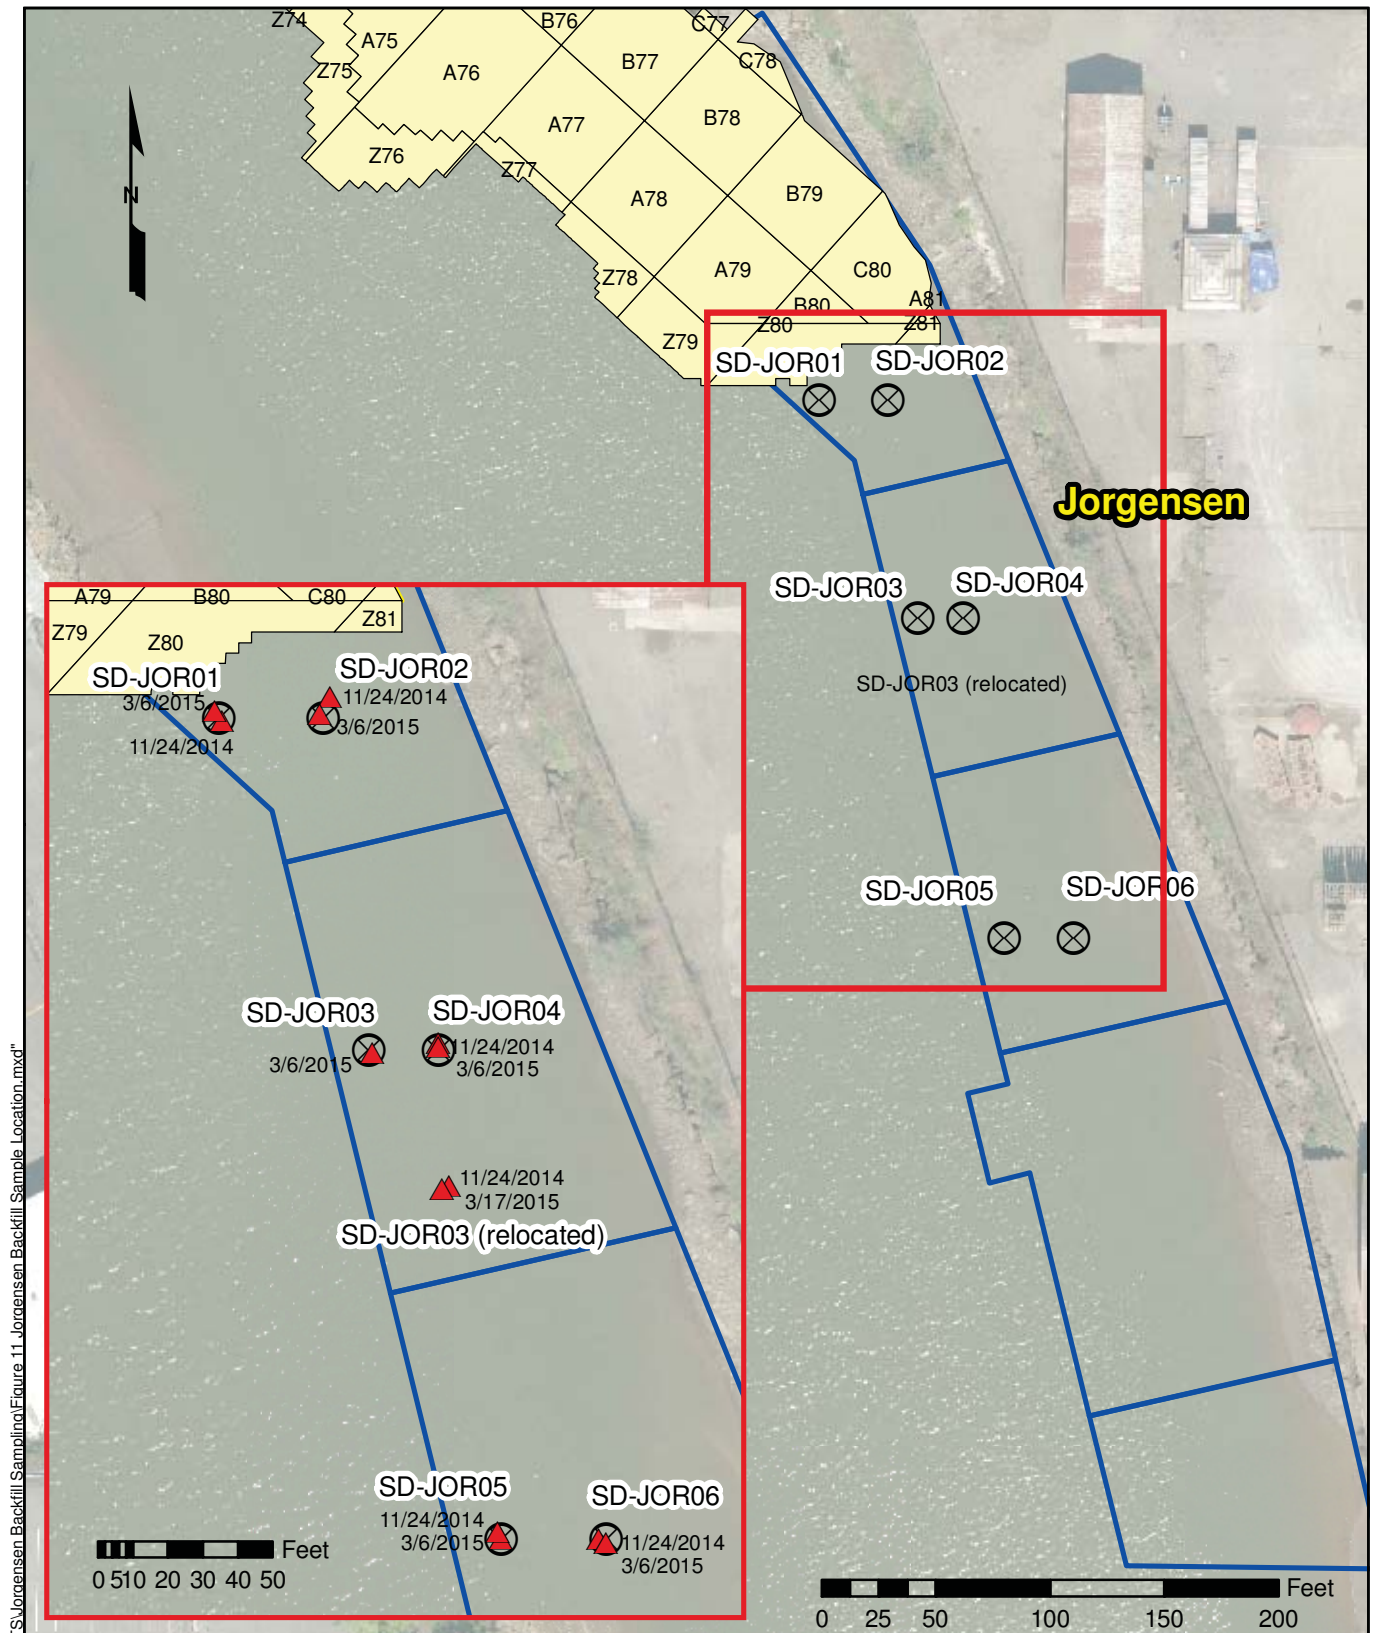 Z74
B76
C77
A75
Z75
A76
B77
C78
A77
B78
Z76
Z77
A78
B79
N
Z78
A79
C80
B80
A81
Z80
Z81
Z79
SD-JOR01
SD-JOR02
Jorgensen
SD-JOR03
SD-JOR04
SD-JOR03 (relocated)
SD-JOR05
SD-JOR06
A79
B80
C80
Z79
Z80
Z81
SD-JOR01
3/6/2015
11/24/2014
SD-JOR02
11/24/2014
3/6/2015
SD-JOR03
3/6/2015
SD-JOR04
11/24/2014
3/6/2015
11/24/2014
3/17/2015
SD-JOR03 (relocated)
SD-JOR05
11/24/2014
3/6/2015
SD-JOR06
11/24/2014
3/6/2015
Feet
0 5 10 20 30 40 50
Feet
0 25 50 100 150 200
S\Jorgensen Backfill Sampling\Figure 11 Jorgensen Backfill Sample Location.mxd"